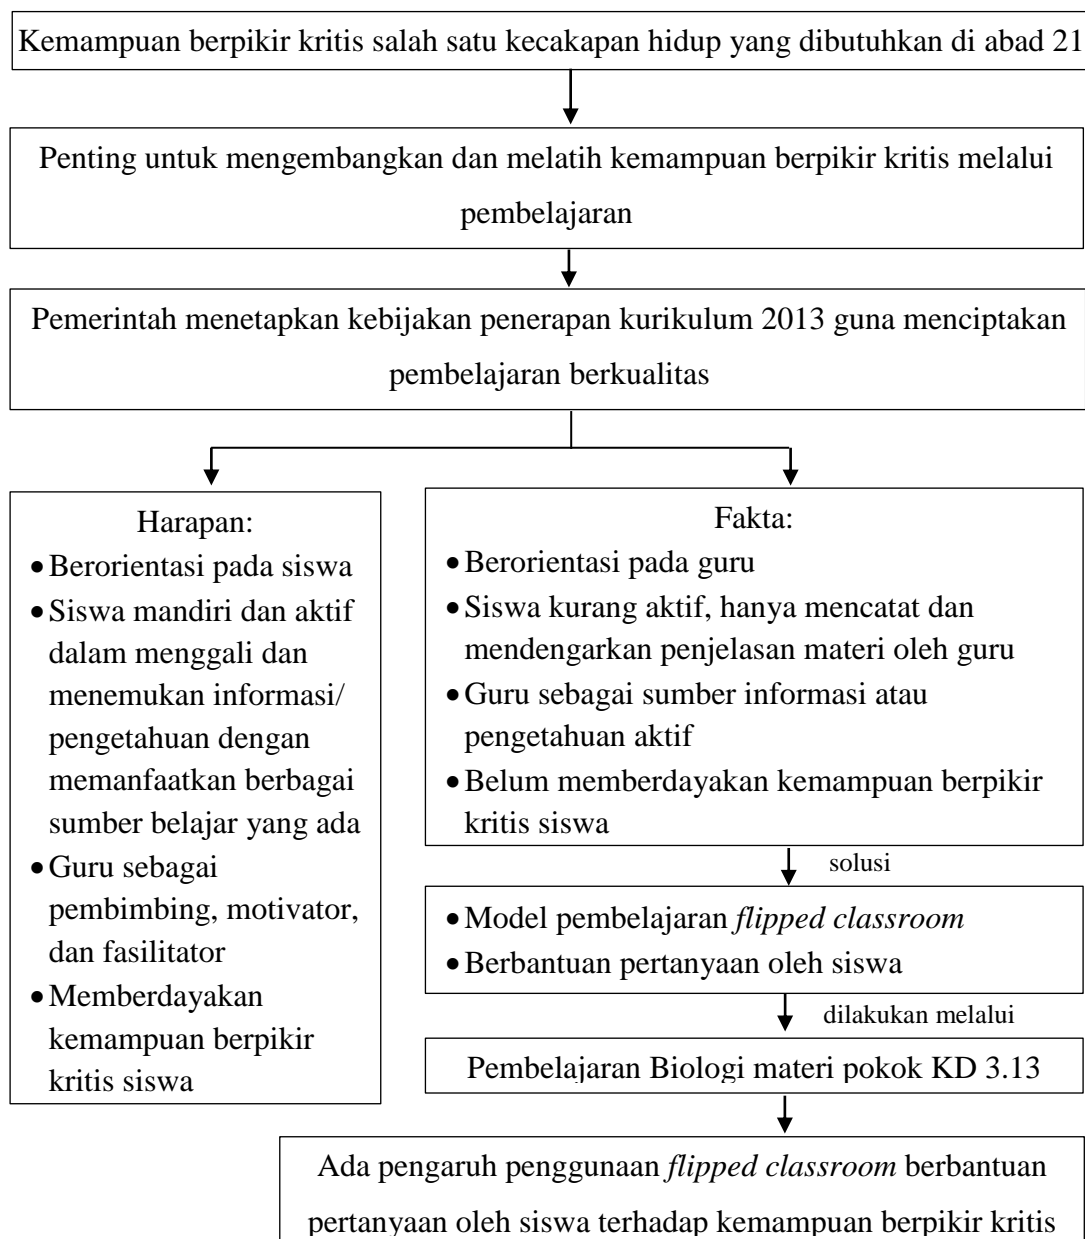 Kemampuan berpikir kritis salah satu kecakapan hidup yang dibutuhkan di abad 21
Penting untuk mengembangkan dan melatih kemampuan berpikir kritis melalui
pembelajaran
Pemerintah menetapkan kebijakan penerapan kurikulum 2013 guna menciptakan
pembelajaran berkualitas
Harapan:
• Berorientasi pada siswa
• Siswa mandiri dan aktif
dalam menggali dan
menemukan informasi/
pengetahuan dengan
memanfaatkan berbagai
sumber belajar yang ada
• Guru sebagai
pembimbing, motivator,
dan fasilitator
• Memberdayakan
kemampuan berpikir
kritis siswa
Fakta:
• Berorientasi pada guru
• Siswa kurang aktif, hanya mencatat dan
mendengarkan penjelasan materi oleh guru
• Guru sebagai sumber informasi atau
pengetahuan aktif
• Belum memberdayakan kemampuan berpikir
kritis siswa
solusi
• Model pembelajaran flipped classroom
• Berbantuan pertanyaan oleh siswa
dilakukan melalui
Pembelajaran Biologi materi pokok KD 3.13
Ada pengaruh penggunaan flipped classroom berbantuan
pertanyaan oleh siswa terhadap kemampuan berpikir kritis